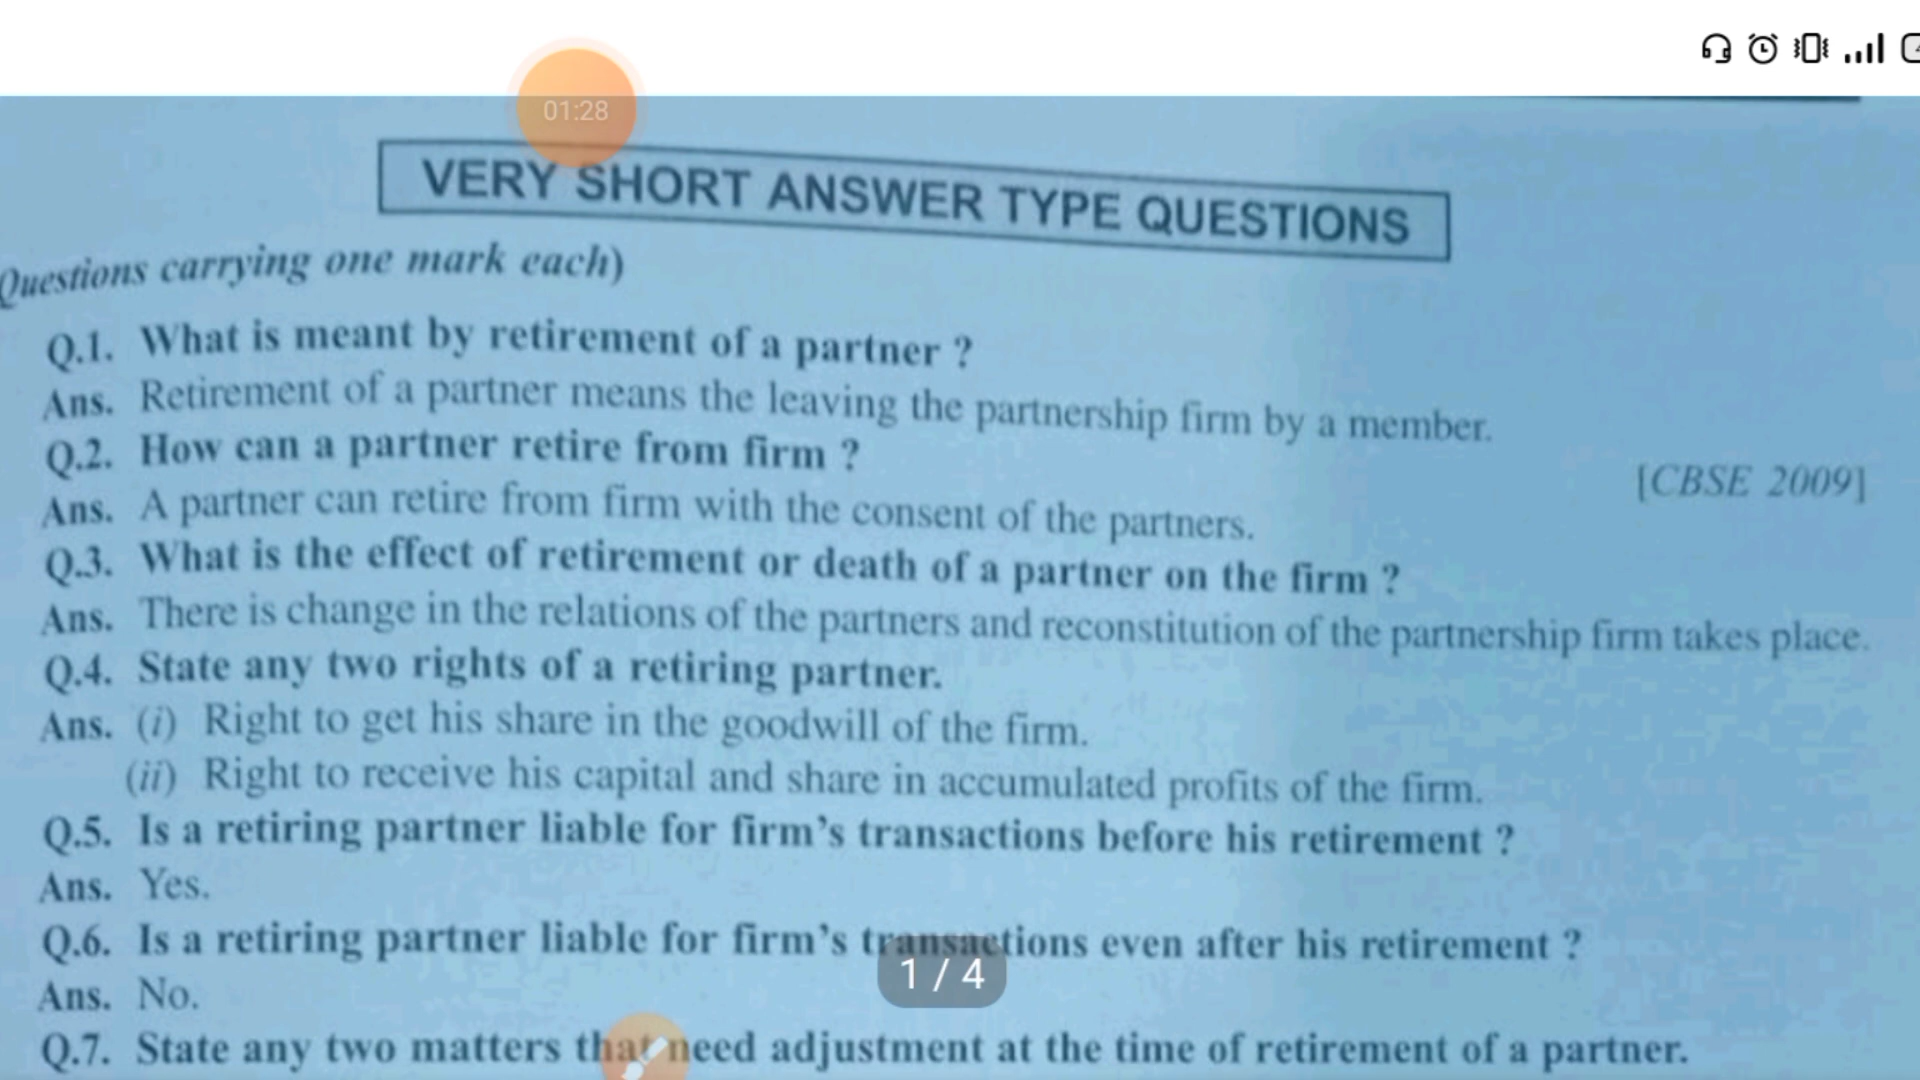 01:28
VERY SHORT ANSWER TYPE QUESTIONS
Questions carrying one mark each)
Q.1. What is meant by retirement of a partner ?
Ans. Retirement of a partner means the leaving the partnership firm by a member.
Q.2. How can a partner retire from firm ?
[CBSE 2009]
Ans. A partner can retire from firm with the consent of the partners.
Q.3. What is the effect of retirement or death of a partner on the firm ?
Ans. There is change in the relations of the partners and reconstitution of the partnership firm takes place.
Q.4. State any two rights of a retiring partner.
Ans. (i) Right to get his share in the goodwill of the firm.
(ii) Right to receive his capital and share in accumulated profits of the firm.
Q.5. Is a retiring partner liable for firm's transactions before his retirement ?
Ans. Yes.
Q.6. Is a retiring partner liable for firm's transactions even after his retirement ?
1 / 4
Ans. No.
Q.7. State any two matters that need adjustment at the time of retirement of a partner.